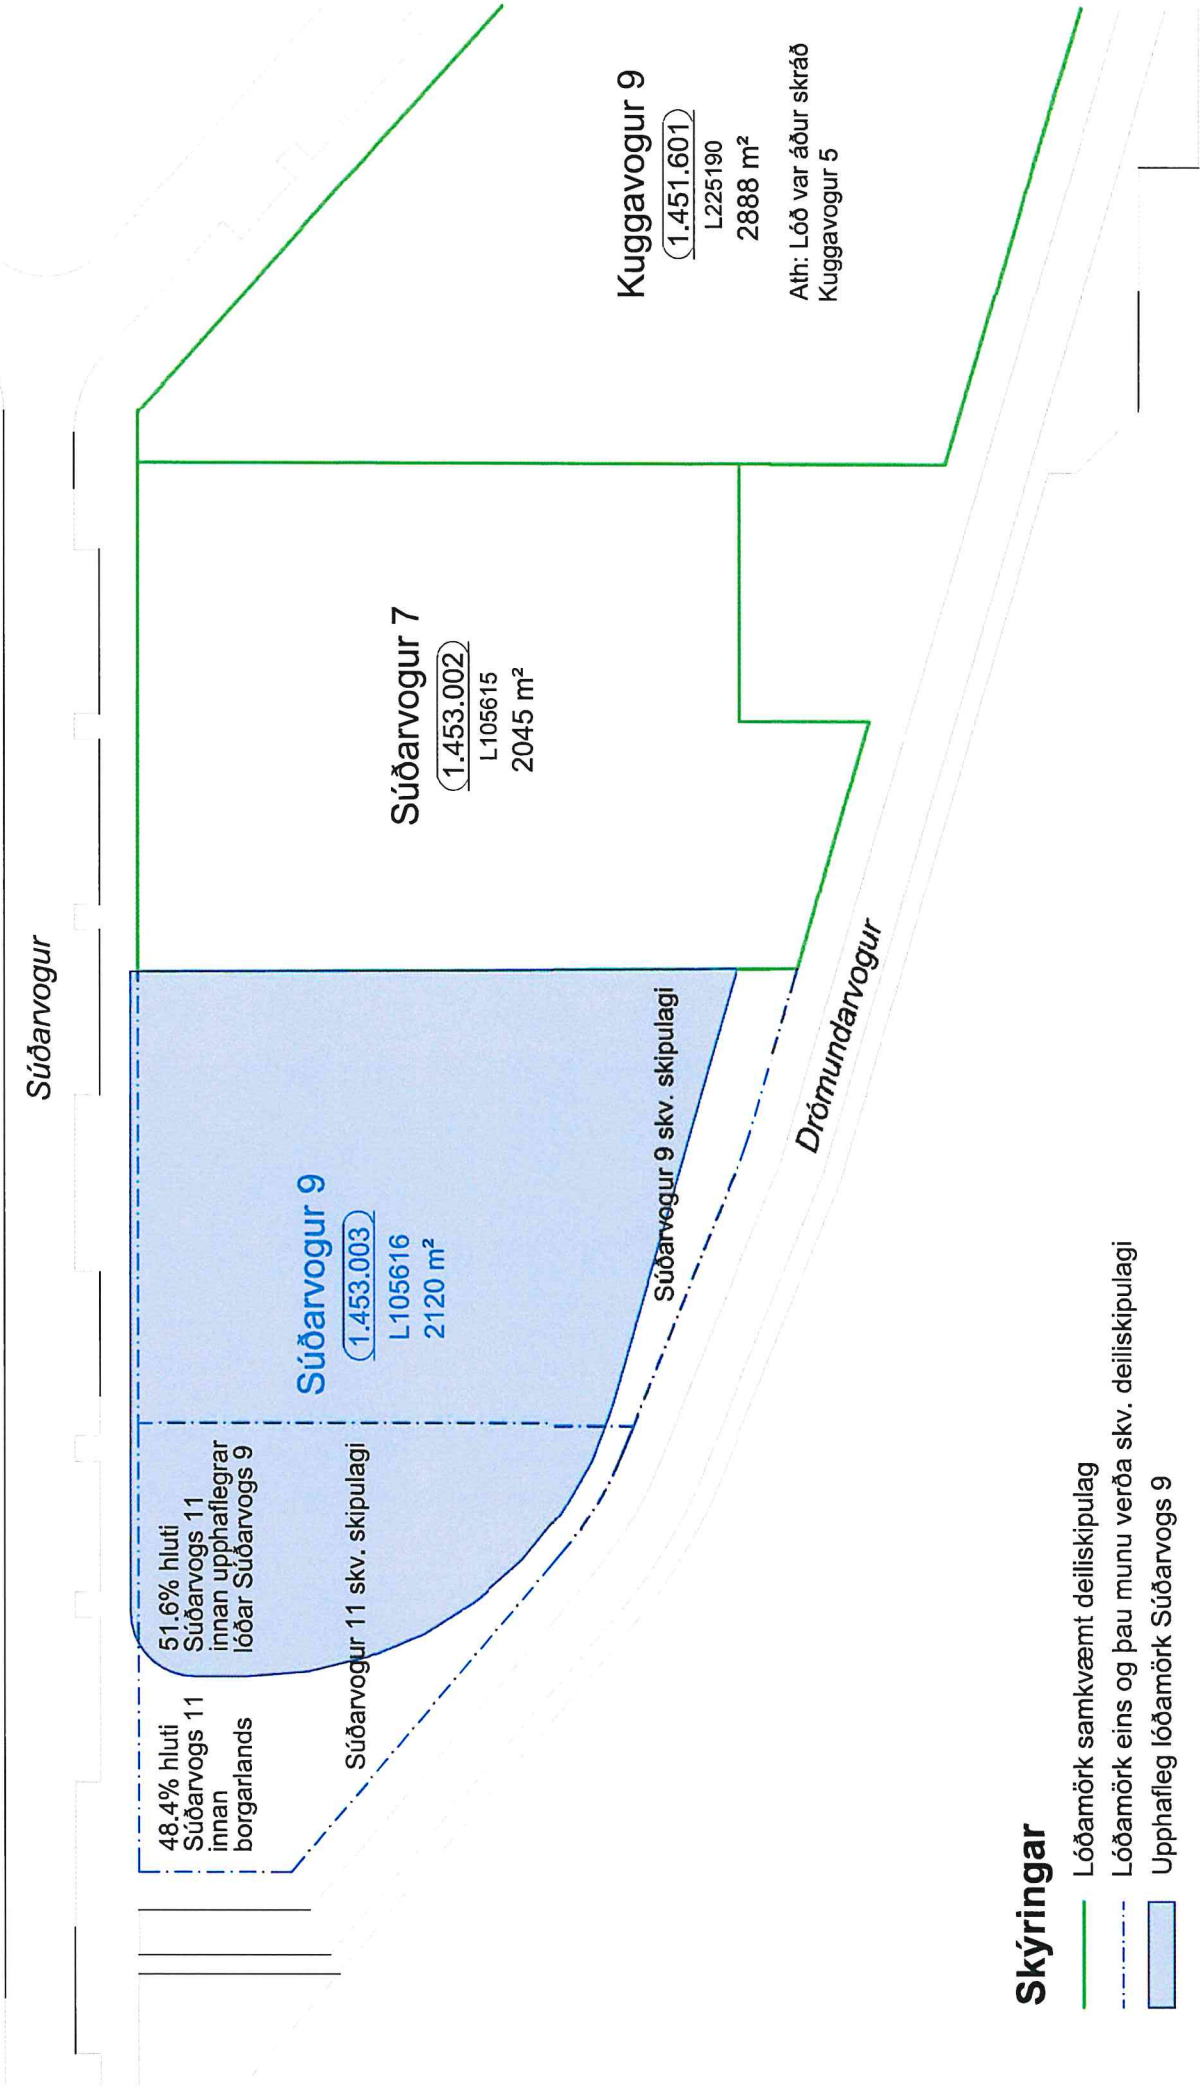 Súðarvogur
48.4% hluti
Súðarvogs 11
innan
borgarlands
51.6% hluti
Súðarvogs 11
innan upphaflegrar
lóðar Súðarvogs 9
Súðarvogur 11 skv. skipulagi
Súðarvogur 9
1.453.003
L105616
2120 m²
Súðarvogur 9 skv. skipulagi
Súðarvogur 7
1.453.002
L105615
2045 m²
Kuggavogur 9
1.451.601
L225190
2888 m²
Ath: Lóð var áður skráð
Kuggavogur 5
Drómundarvogur
Skýringar
Lóðamörk samkvæmt deiliskipulag
Lóðamörk eins og þau munu verða skv. deiliskipulagi
Upphafleg lóðamörk Súðarvogs 9